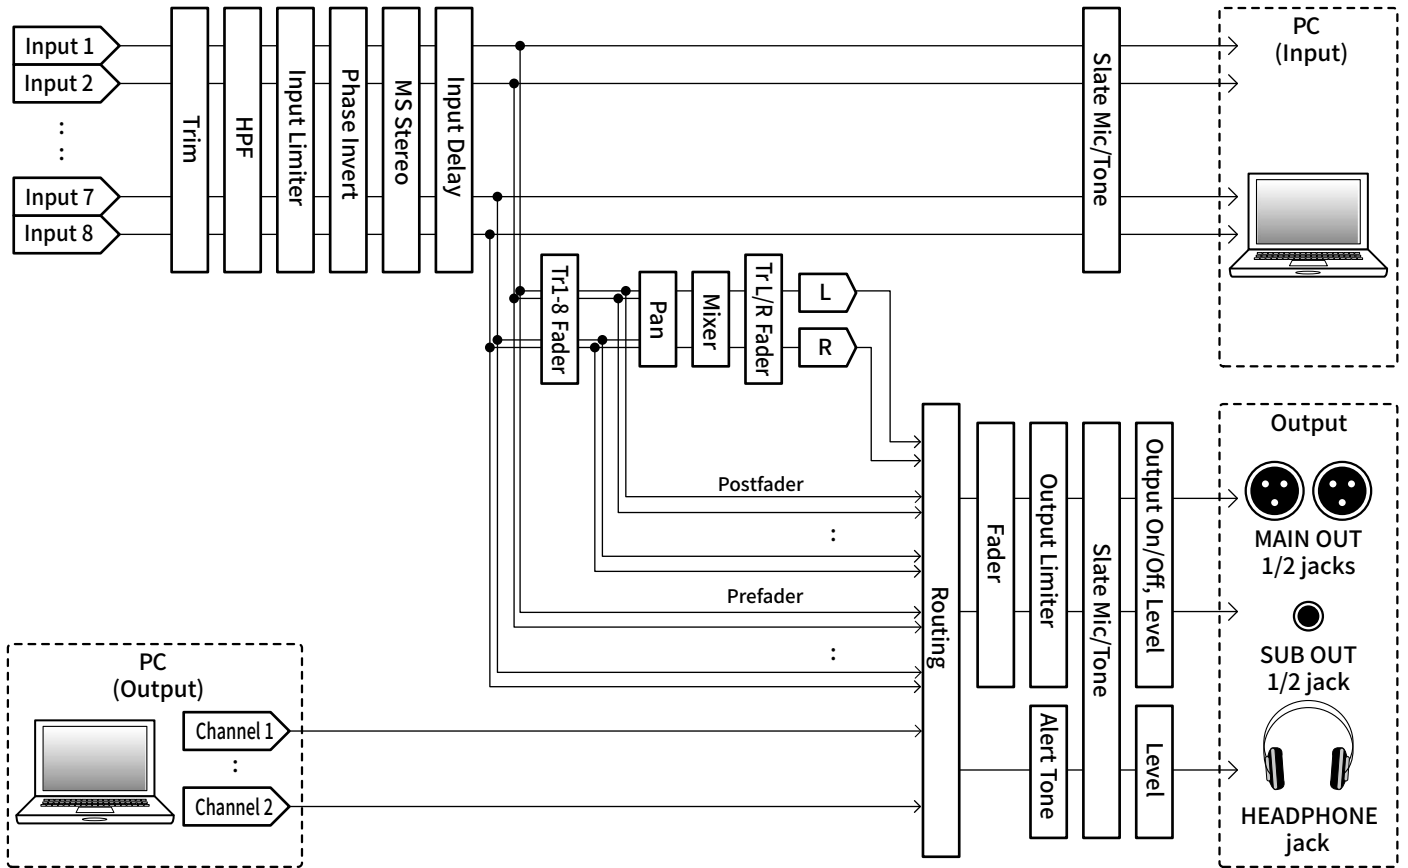 Input 1
Input 2
:
:
Input 7
Input 8
Trim
HPF
Input Limiter
Phase Invert
MS Stereo
Input Delay
Slate Mic/Tone
PC
(Input)
Tr1-8 Fader
Pan
Mixer
Tr L/R Fader
L
R
Postfader
:
Prefader
:
Routing
Fader
Output Limiter
Alert Tone
Slate Mic/Tone
Output On/Off, Level
Level
Output
MAIN OUT
1/2 jacks
SUB OUT
1/2 jack
HEADPHONE
jack
PC
(Output)
Channel 1
:
Channel 2